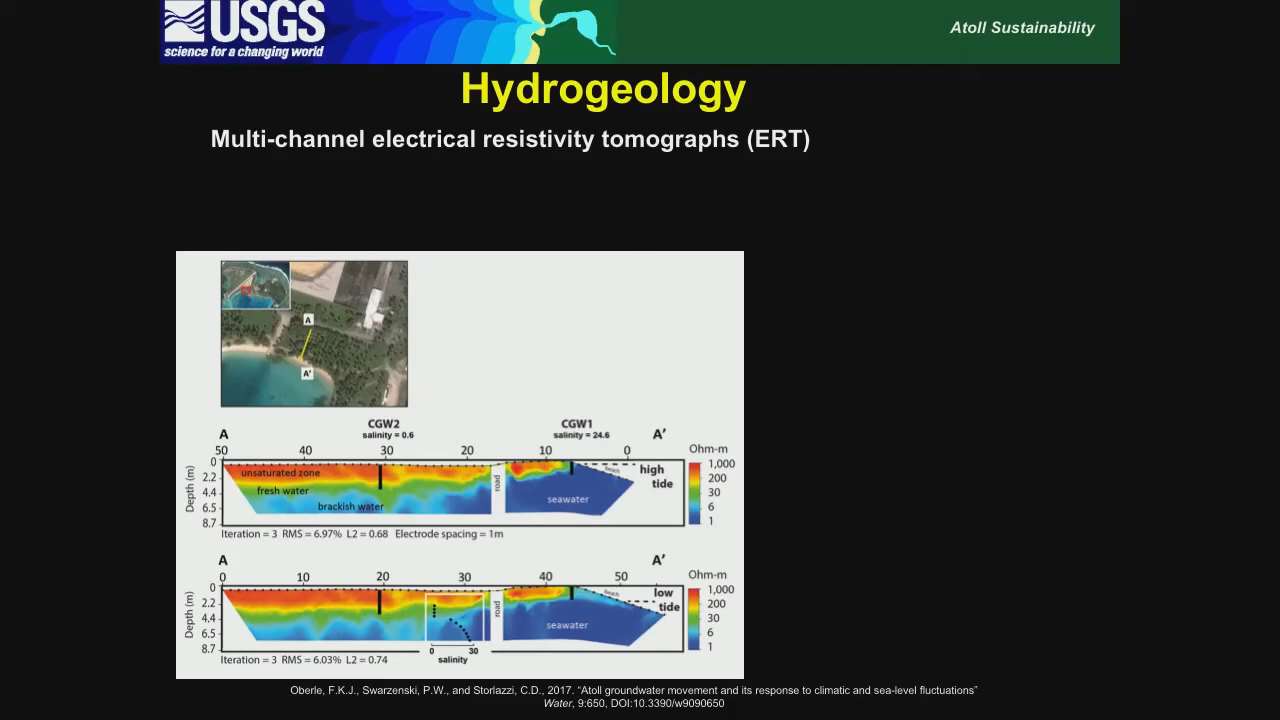 USGS
science for a changing world
Atoll Sustainability
Hydrogeology
Multi-channel electrical resistivity tomographs (ERT)
A
A'
CGW2
salinity = 0.6
CGW1
salinity = 24.6
A
A'
50 40 30 20 10 0
Ohm-m
Depth (m)
0
2.2
4.4
6.5
8.7
unsaturated zone
fresh water
brackish water
road
seawater
beach
high
tide
1,000
200
30
6
1
Iteration = 3 RMS = 6.97% L2 = 0.68 Electrode spacing = 1m
A
A'
0 10 20 30 40 50
Ohm-m
Depth (m)
0
2.2
4.4
6.5
8.7
road
seawater
beach
low
tide
1,000
200
30
6
1
0 30
salinity
Iteration = 3 RMS = 6.03% L2 = 0.74
Oberle, F.K.J., Swarzenski, P.W., and Storlazzi, C.D., 2017. “Atoll groundwater movement and its response to climatic and sea-level fluctuations”
Water, 9:650, DOI:10.3390/w9090650